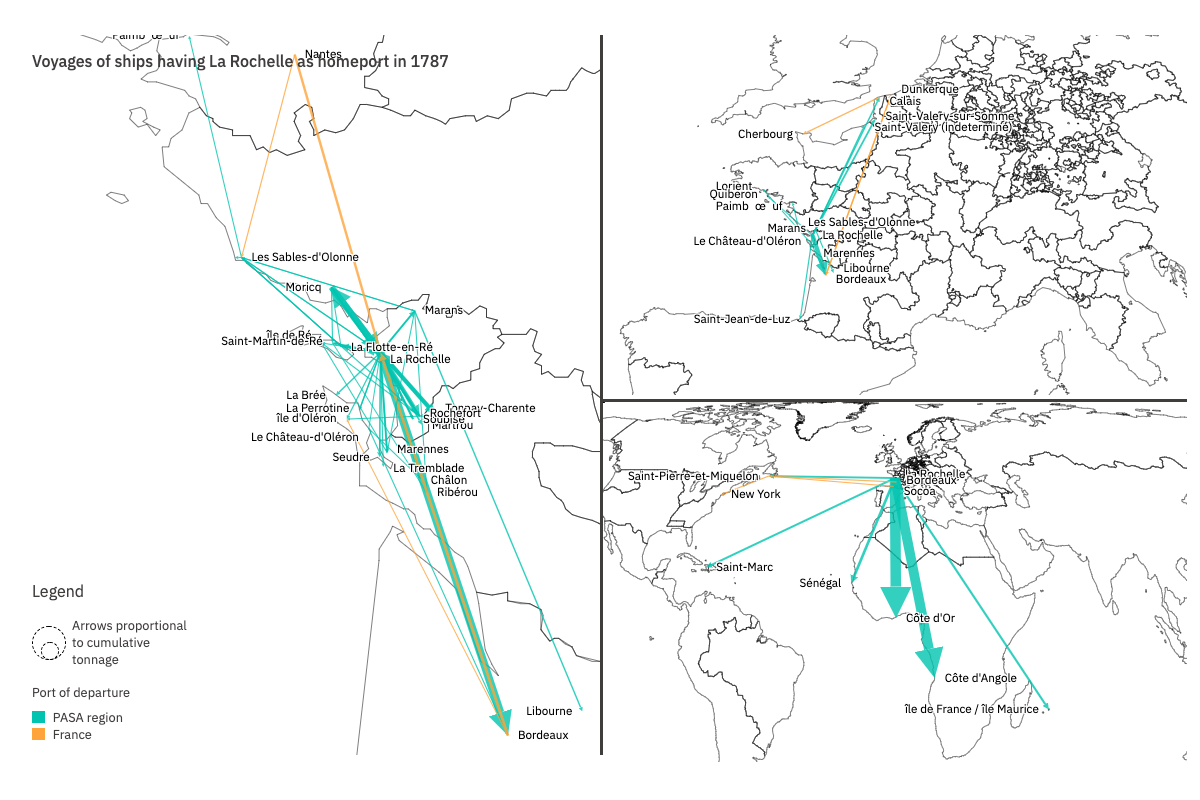 Paimb œ uf
Nantes
Voyages of ships having La Rochelle as homeport in 1787
Les Sables-d'Olonne
Moricq
Marans
île de Ré
Saint-Martin-de-Ré
La Flotte-en-Ré
La Rochelle
La Brée
La Perrotine
île d'Oléron
Tonnay-Charente
Rochefort
Soubise
Martrou
Le Château-d'Oléron
Marennes
Seudre
La Tremblade
Châlon
Ribérou
Libourne
Bordeaux
Legend
Arrows proportional
to cumulative
tonnage
Port of departure
PASA region
France
Dunkerque
Calais
Saint-Valery-sur-Somme
Saint-Valery (indéterminé)
Cherbourg
Lorient
Quiberon
Paimb œ uf
Les Sables-d'Olonne
Marans
La Rochelle
Le Château-d'Oléron
Marennes
Libourne
Bordeaux
Saint-Jean-de-Luz
La Rochelle
Saint-Pierre-et-Miquelon
Bordeaux
Socoa
New York
Saint-Marc
Sénégal
Côte d'Or
Côte d'Angole
île de France / île Maurice